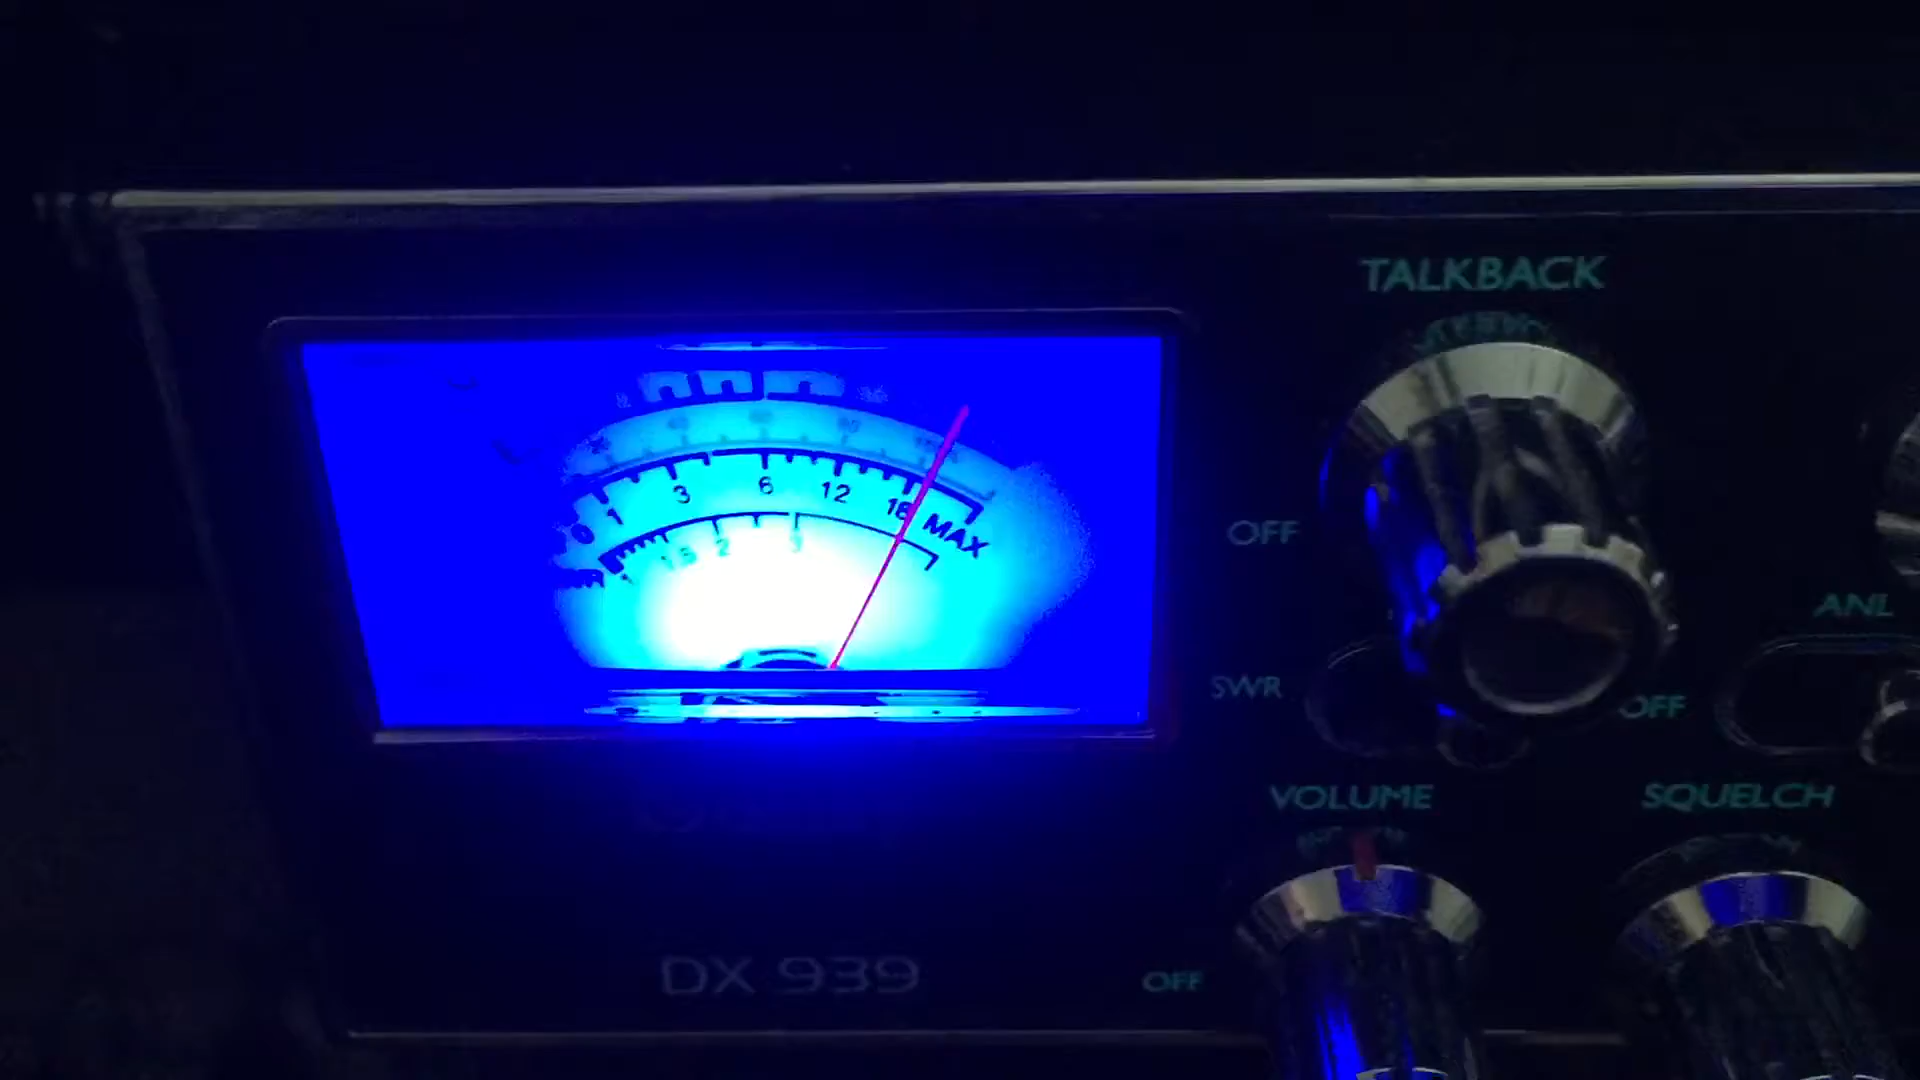 TALKBACK
0 1 3 6 12 18 MAX
1.5 2 3
OFF
ANL
SWR
OFF
VOLUME
SQUELCH
DX 939
OFF